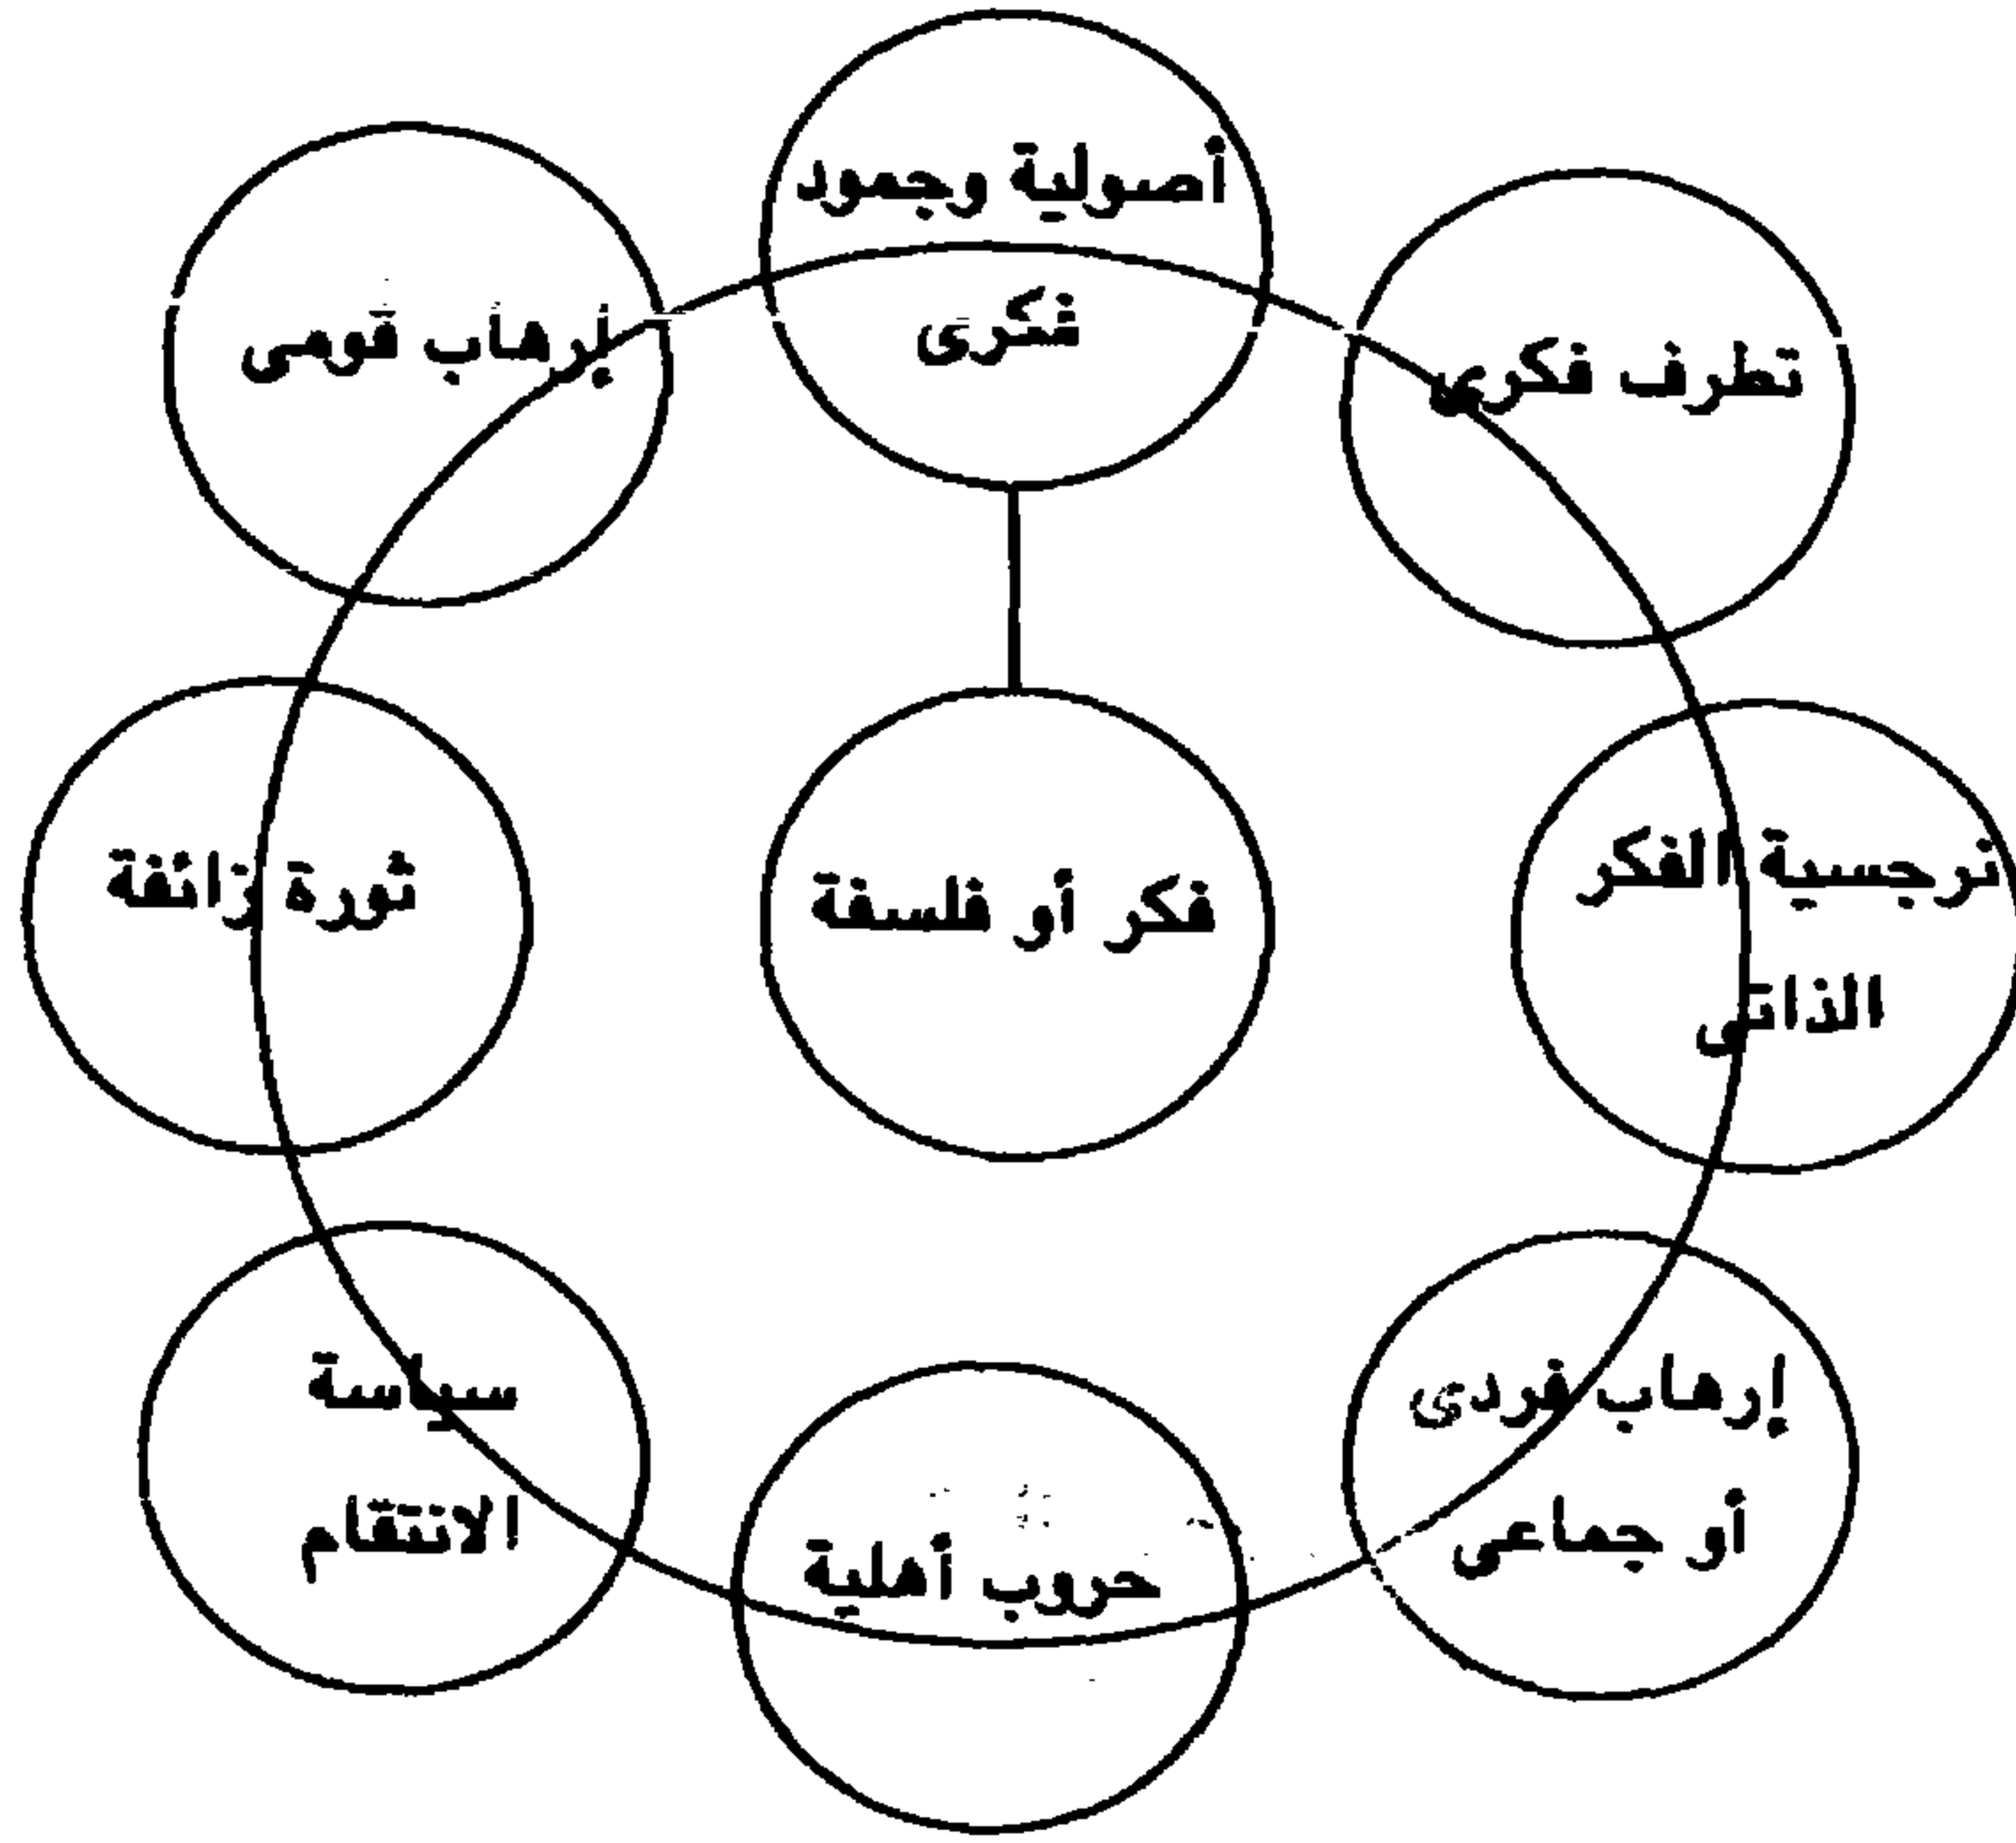 أصولية وجمود
فكرى
تطرف فكرى
نرجسية الفكر
الذاتى
إرهاب فردى
أو جماعى
حروب أهلية
سياسة
الانتقام
ثورة زائفة
إرهاب قومى
فكر أو فلسفة